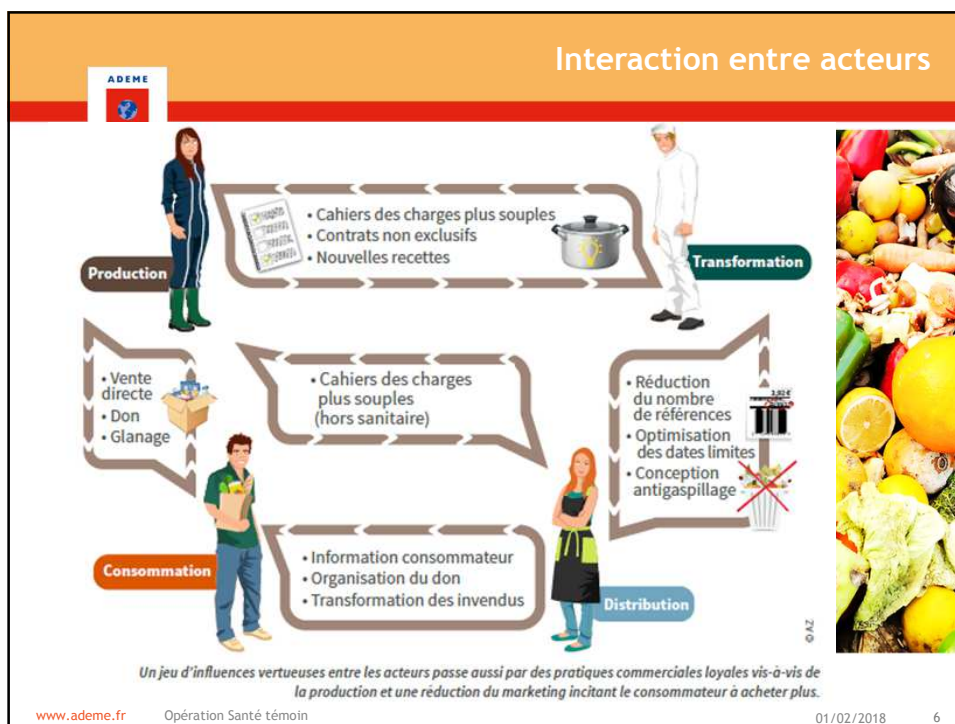 Interaction entre acteurs
ADEME
• Cahiers des charges plus souples
• Contrats non exclusifs
• Nouvelles recettes
Production
Transformation
• Vente
directe
• Don
• Glanage
• Cahiers des charges
plus souples
(hors sanitaire)
• Réduction
du nombre
de références
• Optimisation
des dates limites
• Conception
antigaspillage
Consommation
• Information consommateur
• Organisation du don
• Transformation des invendus
Distribution
© AZ
Un jeu d'influences vertueuses entre les acteurs passe aussi par des pratiques commerciales loyales vis-à-vis de
la production et une réduction du marketing incitant le consommateur à acheter plus.
www.ademe.fr Opération Santé témoin 01/02/2018 6